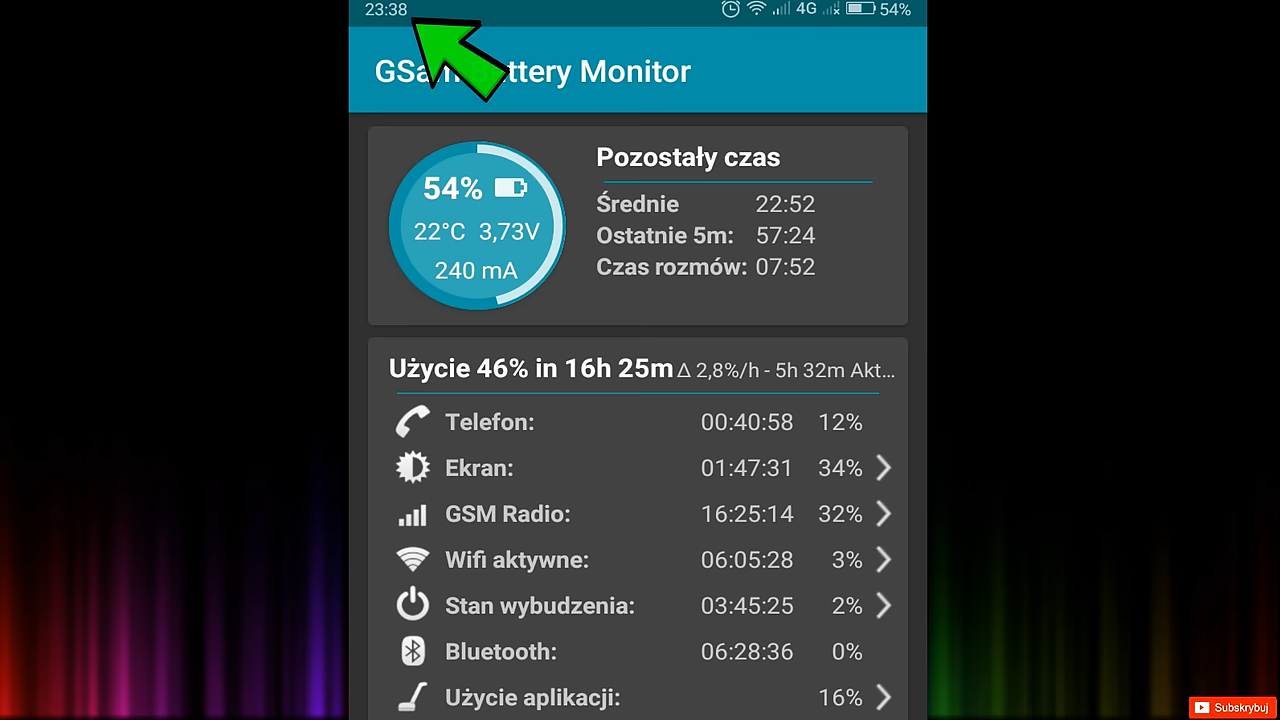 23:38 4G 54%
GSam Battery Monitor
54%
22°C 3,73V
240 mA
Pozostały czas
Średnie 22:52
Ostatnie 5m: 57:24
Czas rozmów: 07:52
Użycie 46% in 16h 25m Δ 2,8%/h - 5h 32m Akt...
Telefon: 00:40:58 12%
Ekran: 01:47:31 34%
GSM Radio: 16:25:14 32%
Wifi aktywne: 06:05:28 3%
Stan wybudzenia: 03:45:25 2%
Bluetooth: 06:28:36 0%
Użycie aplikacji: 16%
Subskrybuj